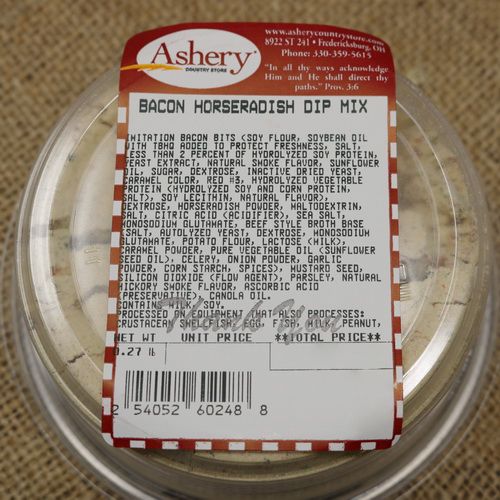 Ashery
COUNTRY STORE
www.asherycountrystore.com
8922 ST 241 • Fredericksburg, OH
Phone: 330-359-5615
"In all thy ways acknowledge
Him and He shall direct thy
paths." Prov. 3:6
BACON HORSERADISH DIP MIX
IMITATION BACON BITS (SOY FLOUR, SOYBEAN OIL
WITH TBHQ ADDED TO PROTECT FRESHNESS, SALT,
LESS THAN 2 PERCENT OF HYDROLYZED SOY PROTEIN,
YEAST EXTRACT, NATURAL SMOKE FLAVOR, SUNFLOWER
OIL, SUGAR, DEXTROSE, INACTIVE DRIED YEAST,
CARAMEL COLOR, RED #3, HYDROLYZED VEGETABLE
PROTEIN (HYDROLYZED SOY AND CORN PROTEIN,
SALT), SOY LECITHIN, NATURAL FLAVOR),
DEXTROSE, HORSERADISH POWDER, MALTODEXTRIN,
SALT, CITRIC ACID (ACIDIFIER), SEA SALT,
MONOSODIUM GLUTAMATE, BEEF STYLE BROTH BASE
(SALT, AUTOLYZED YEAST, DEXTROSE, MONOSODIUM
GLUTAMATE, POTATO FLOUR, LACTOSE (MILK),
CARAMEL POWDER, PURE VEGETABLE OIL (SUNFLOWER
SEED OIL), CELERY, ONION POWDER, GARLIC
POWDER, CORN STARCH, SPICES), MUSTARD SEED,
SILICON DIOXIDE (FLOW AGENT), PARSLEY, NATURAL
HICKORY SMOKE FLAVOR, ASCORBIC ACID
(PRESERVATIVE), CANOLA OIL.
CONTAINS MILK, SOY.
PROCESSED ON EQUIPMENT THAT ALSO PROCESSES:
CRUSTACEAN SHELLFISH, EGG, FISH, MILK, PEANUT,
Thank You
NET WT UNIT PRICE **TOTAL PRICE**
0.27 lb
2 54052 60248 8